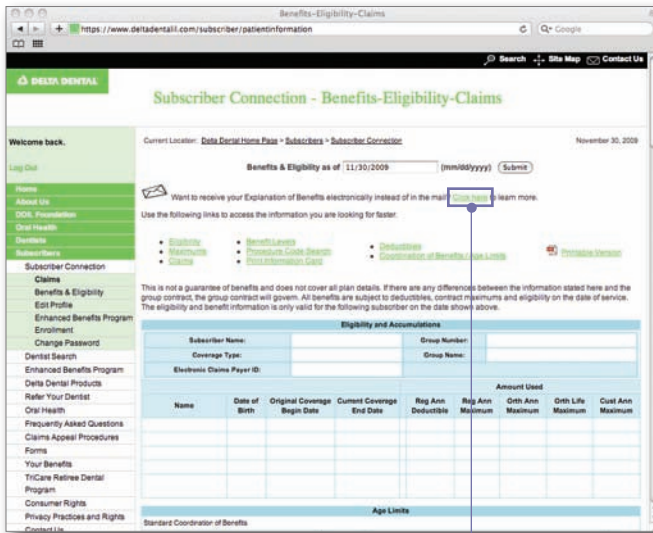 Benefits-Eligibility-Claims
https://www.deltadentalil.com/subscriber/patientinformation
Google
Search Site Map Contact Us
DELTA DENTAL
Subscriber Connection - Benefits-Eligibility-Claims
Welcome back.
Current Locater: Delta Dental Home Page > Subscribers > Subscriber Connection
November 30, 2009
Log Out
Benefits & Eligibility as of 11/30/2009 (mm/dd/yyyy) Submit
Want to receive your Explanation of Benefits electronically instead of in the mail? Click here to learn more.
Use the following links to access the information you are looking for faster.
Eligibility
Maximums
Claims
Benefit Levels
Procedure Code Search
Print Information Card
Deductibles
Coordination of Benefits / Age Limits
Printable Version
Home
About Us
DDIL Foundation
Oral Health
Dentists
Subscribers
Subscriber Connection
Claims
Benefits & Eligibility
Edit Profile
Enhanced Benefits Program
Enrollment
Change Password
Dentist Search
Enhanced Benefits Program
Delta Dental Products
Refer Your Dentist
Oral Health
Frequently Asked Questions
Claims Appeal Procedures
Forms
Your Benefits
TriCare Retiree Dental
Program
Consumer Rights
Privacy Practices and Rights
Contact Us
This is not a guarantee of benefits and does not cover all plan details. If there are any differences between the information stated here and the
group contract, the group contract will govern. All benefits are subject to deductibles, contract maximums and eligibility on the date of service.
The eligibility and benefit information is only valid for the following subscriber on the date shown above.
Eligibility and Accumulations
Subscriber Name: Group Number:
Coverage Type: Group Name:
Electronic Claims Payer ID:
Amount Used
Name
Date of
Birth
Original Coverage
Begin Date
Current Coverage
End Date
Reg Ann
Deductible
Reg Ann
Maximum
Orth Ann
Maximum
Orth Life
Maximum
Cust Ann
Maximum
Age Limits
Standard Coordination of Benefits